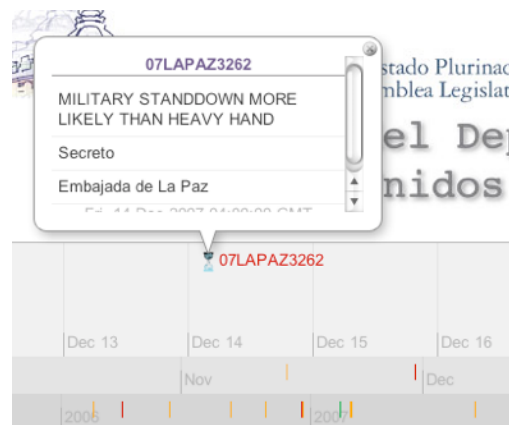 07LAPAZ3262
MILITARY STANDDOWN MORE
LIKELY THAN HEAVY HAND
Secreto
Embajada de La Paz
Fri, 14 Dec 2007 04:00:00 GMT
stado Plurinac
mblea Legislat
el Dep
nidos
07LAPAZ3262
Dec 13 Dec 14 Dec 15 Dec 16
Nov Dec
2006 2007